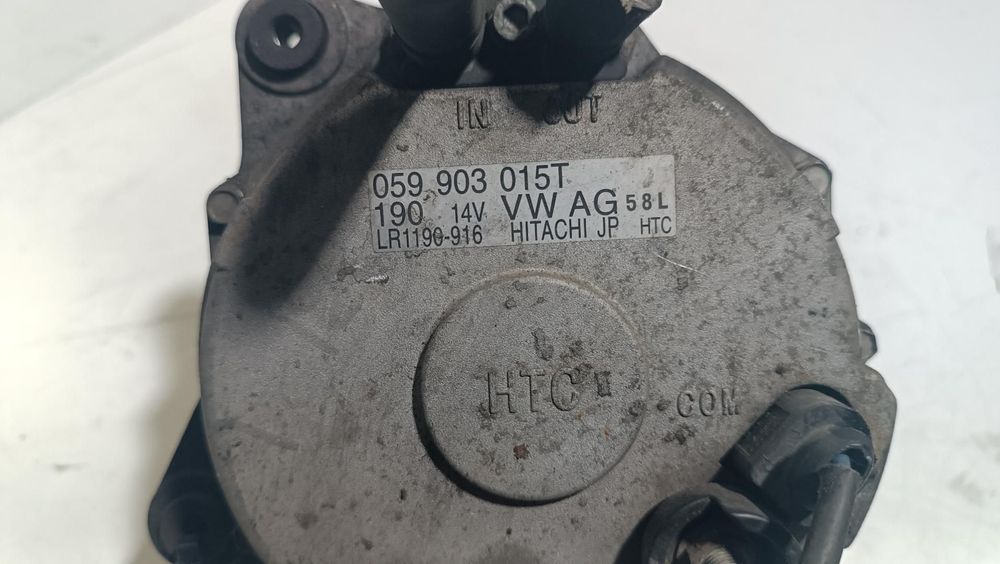 IN OUT
059 903 015T
190 14V VW AG 58L
LR1190-916 HITACHI JP HTC
HTC
COM